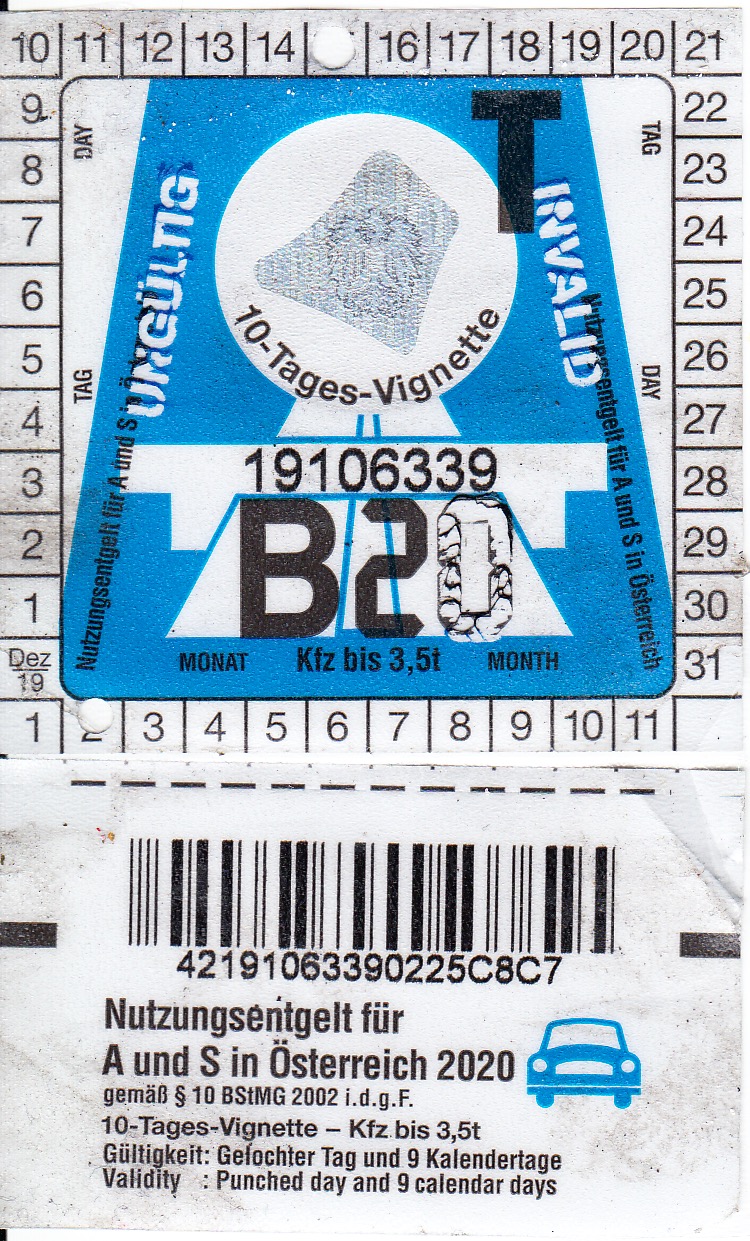 10 11 12 13 14 16 17 18 19 20 21
9 22
8 23
7 24
6 25
5 26
4 27
3 28
2 29
1 30
Dez 19 31
1 2 3 4 5 6 7 8 9 10 11
DAY
TAG
T
TAG
DAY
UNGÜLTIG
INVALID
10-Tages-Vignette
Nutzungsentgelt für A und S in Ö
Nutzungsentgelt für A und S in Österreich
19106339
B20
MONAT Kfz bis 3,5t MONTH
42191063390225C8C7
Nutzungsentgelt für
A und S in Österreich 2020
gemäß § 10 BStMG 2002 i.d.g.F.
10-Tages-Vignette – Kfz bis 3,5t
Gültigkeit: Gelochter Tag und 9 Kalendertage
Validity : Punched day and 9 calendar days